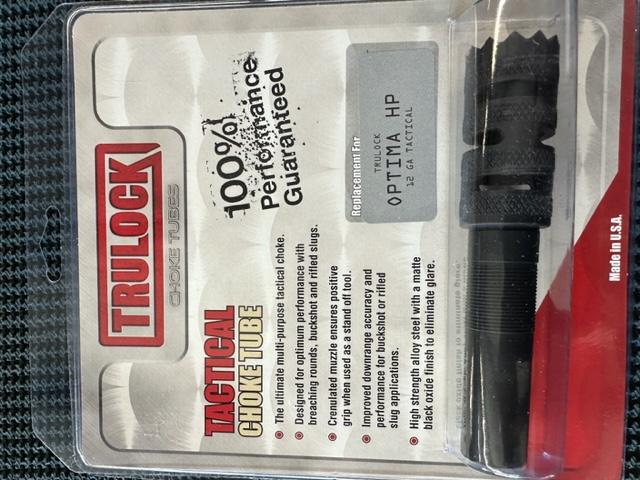 TRULOCK
CHOKE TUBES
100%
Performance
Guaranteed
TACTICAL
CHOKE TUBE
The ultimate multi-purpose tactical choke.
Designed for optimum performance with
breaching rounds, buckshot and rifled slugs.
Crenulated muzzle ensures positive
grip when used as a stand off tool.
Improved downrange accuracy and
performance for buckshot or rifled
slug applications.
High strength alloy steel with a matte
black oxide finish to eliminate glare.
Replacement For
TRULOCK
OPTIMA HP
12 GA TACTICAL
Made in U.S.A.